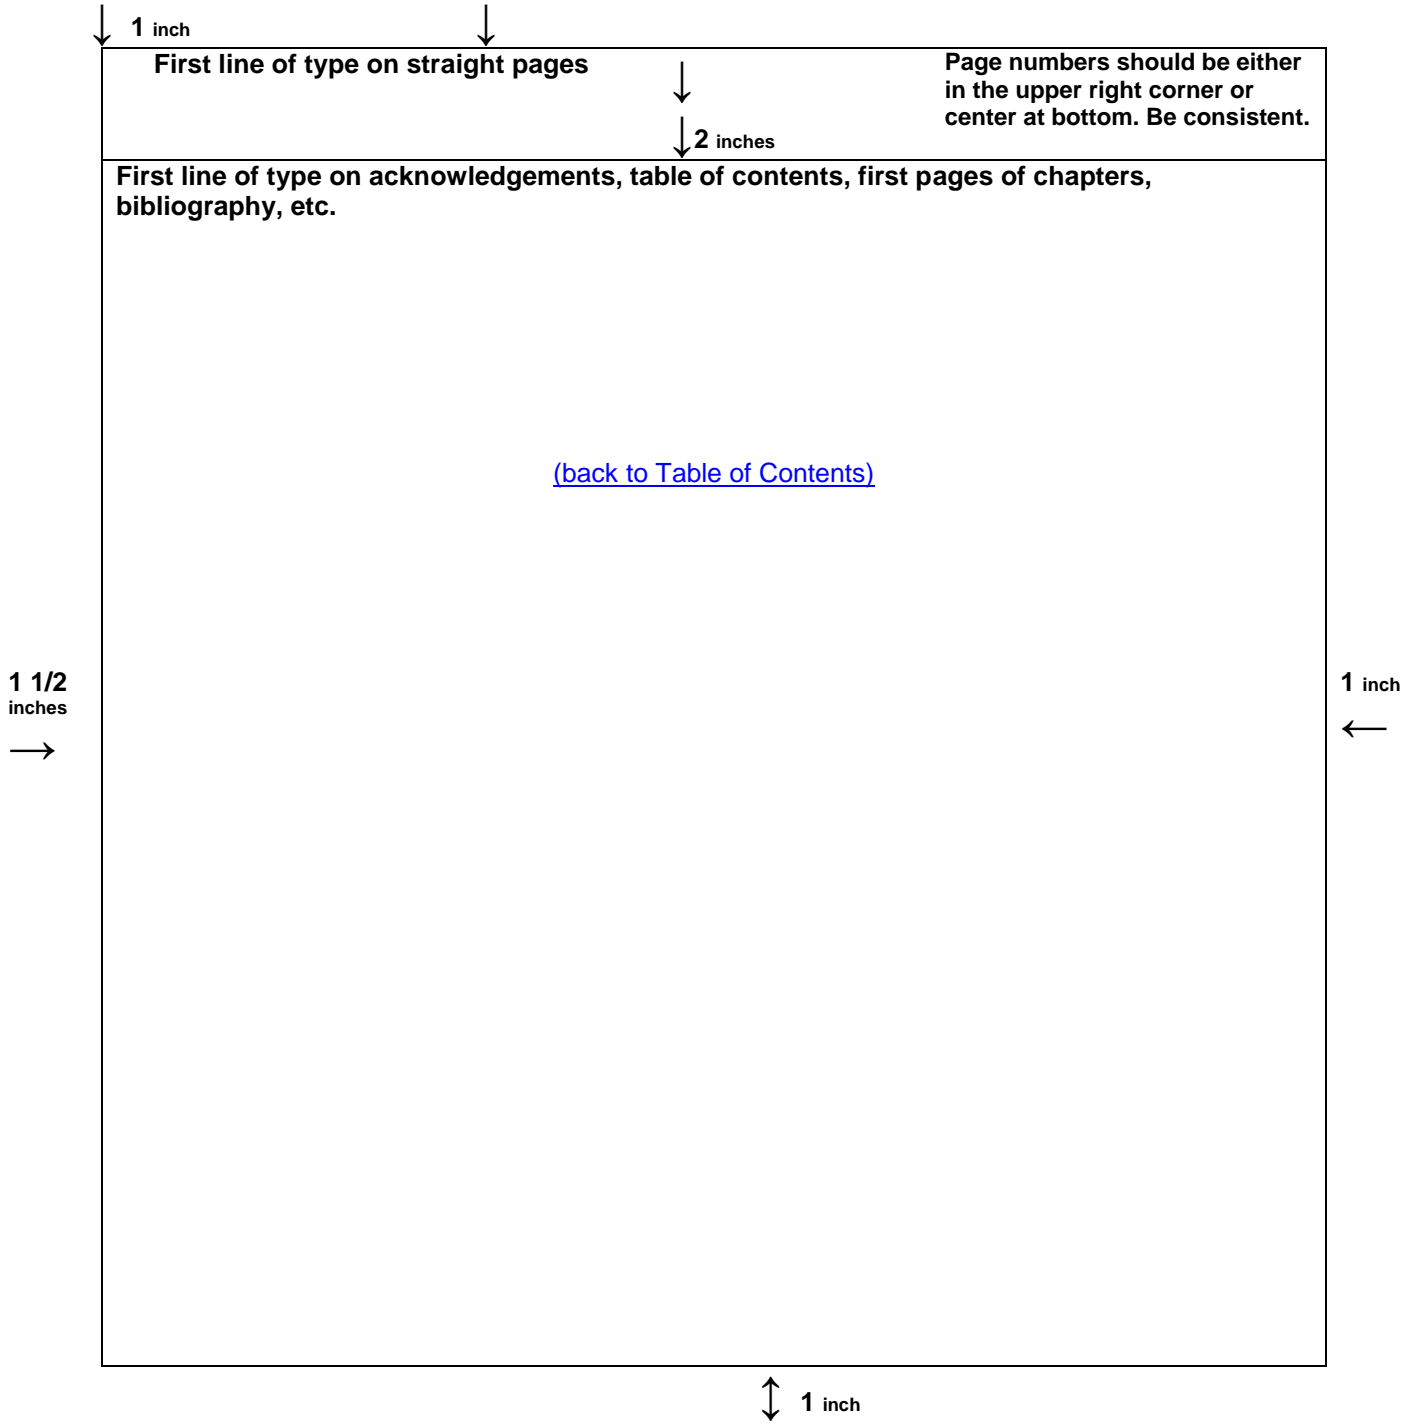 1 inch
First line of type on straight pages
Page numbers should be either
in the upper right corner or
center at bottom. Be consistent.
2 inches
First line of type on acknowledgements, table of contents, first pages of chapters,
bibliography, etc.
(back to Table of Contents)
1 1/2
inches
1 inch
1 inch